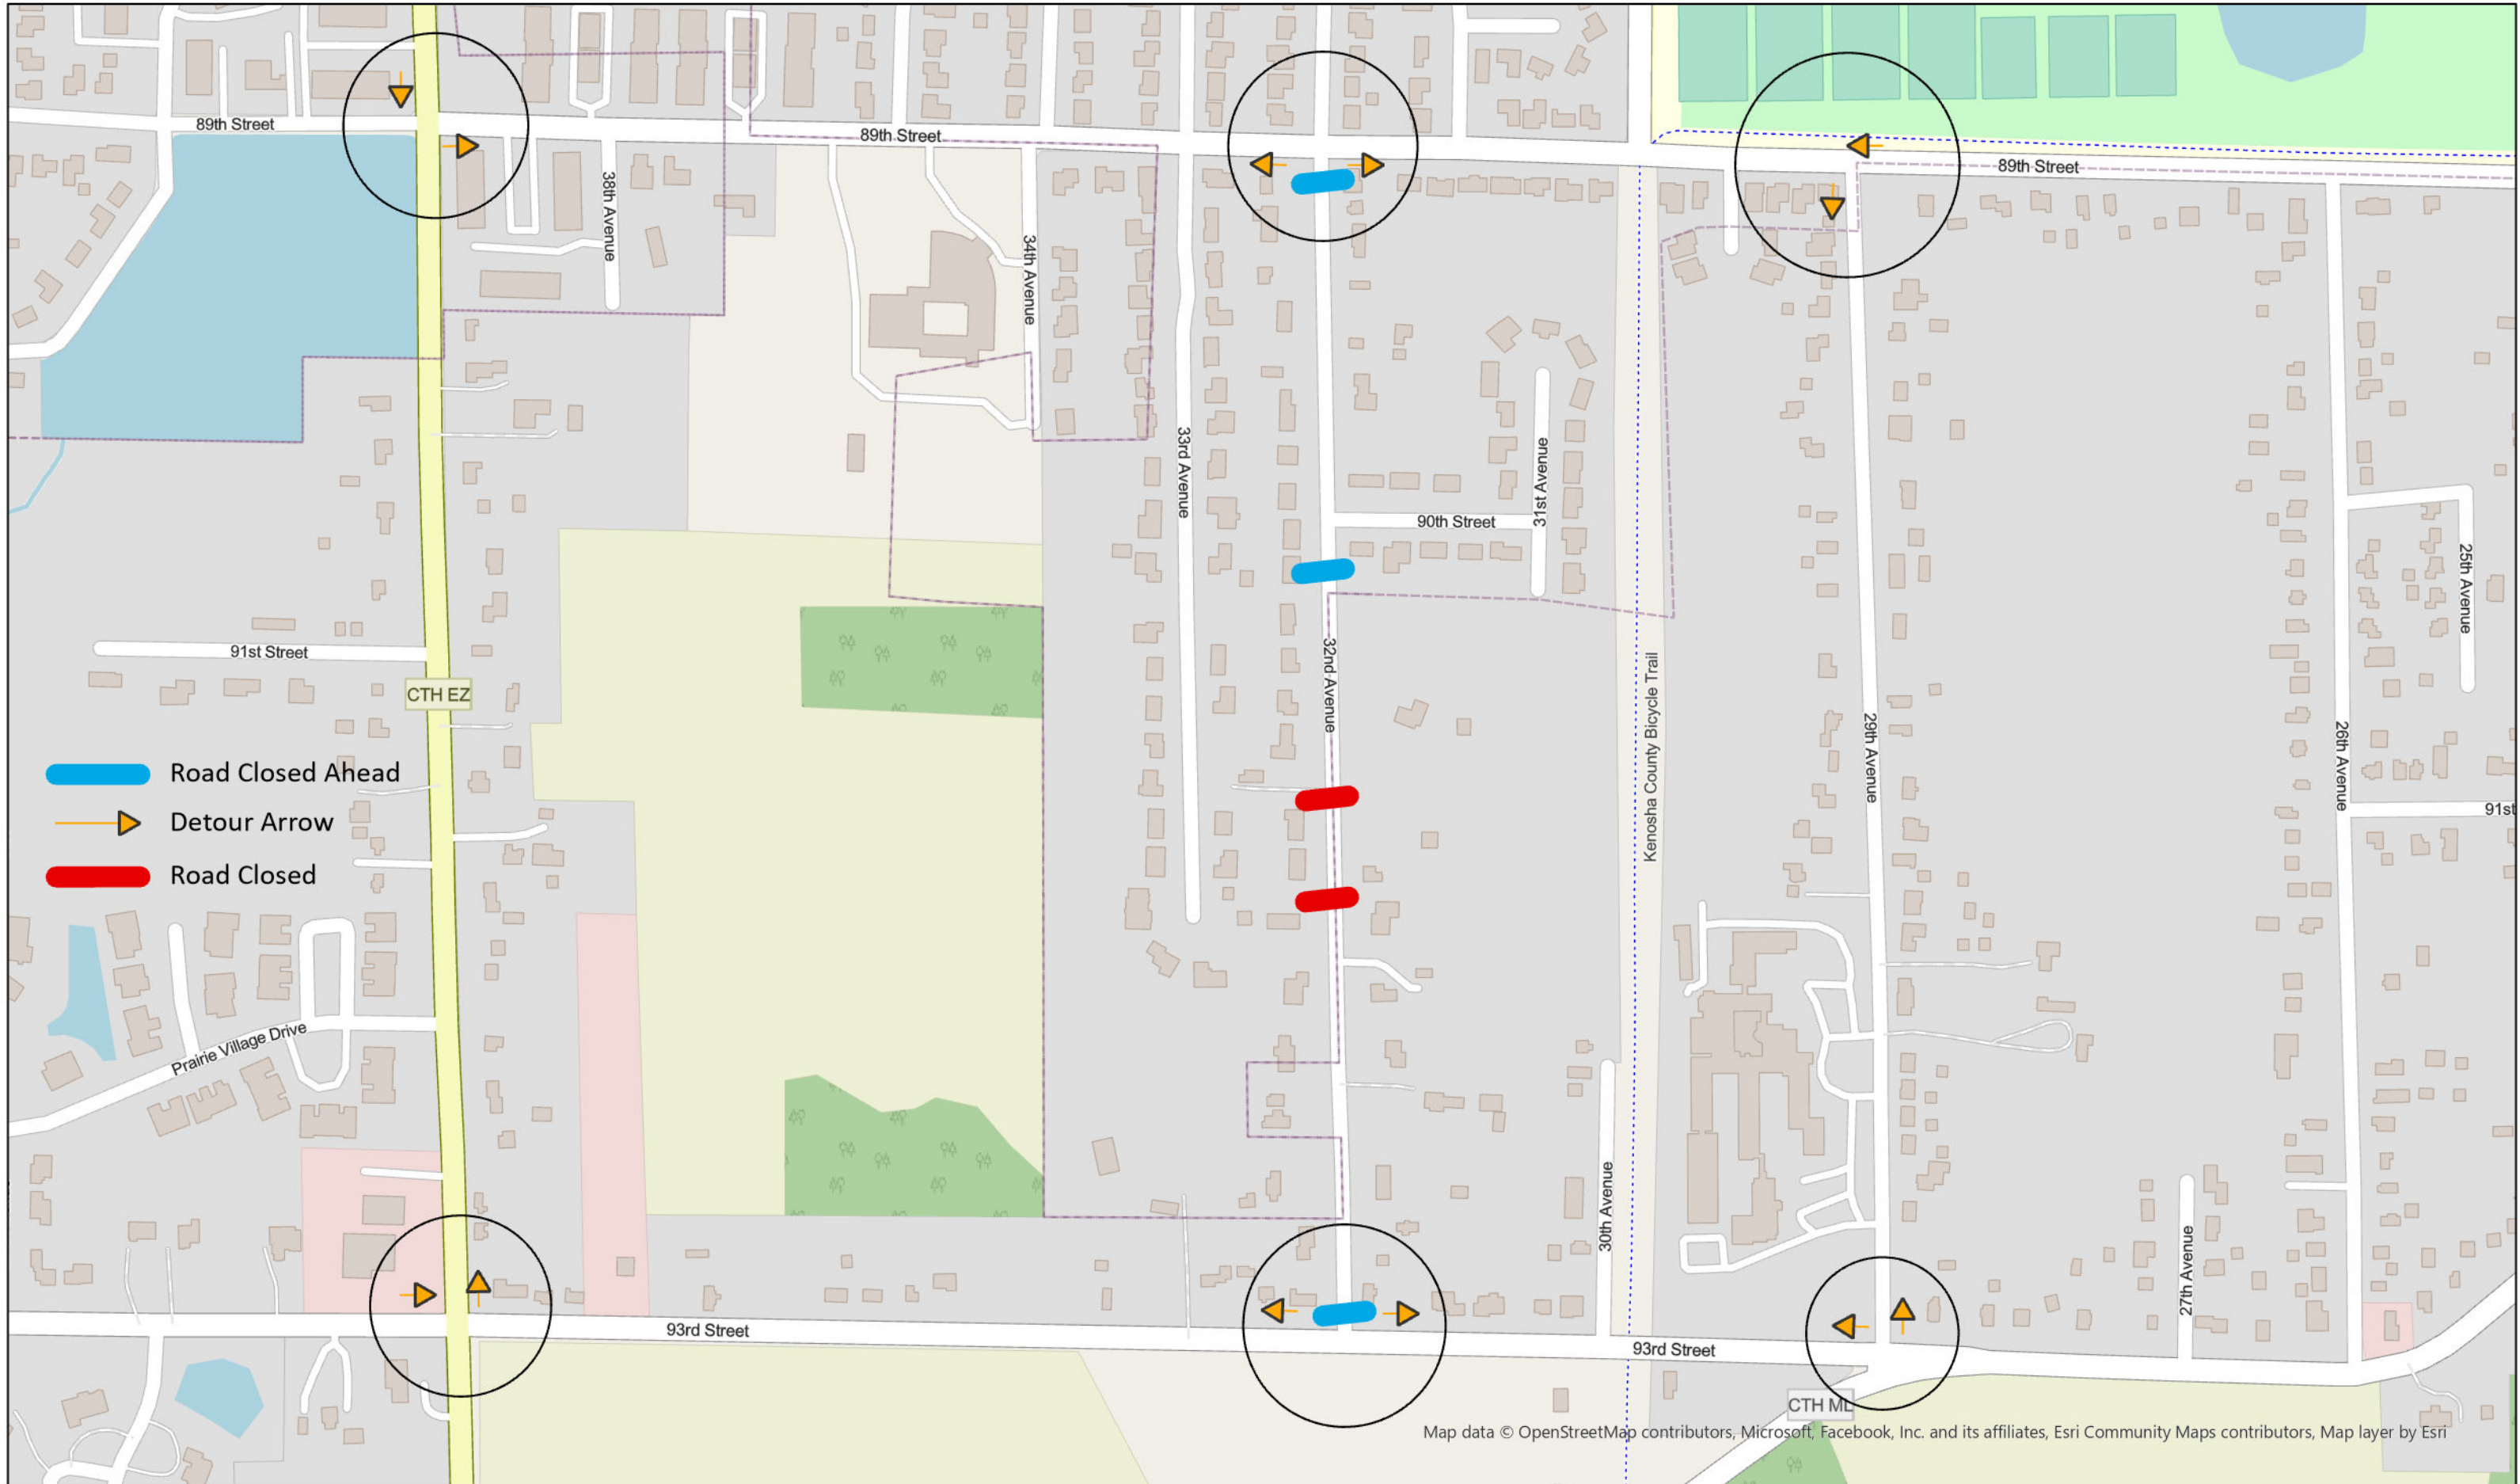 89th Street
89th Street
89th Street
38th Avenue
34th Avenue
33rd Avenue
31st Avenue
90th Street
25th Avenue
91st Street
CTH EZ
32nd Avenue
Kenosha County Bicycle Trail
29th Avenue
26th Avenue
91st
Road Closed Ahead
Detour Arrow
Road Closed
Prairie Village Drive
30th Avenue
27th Avenue
93rd Street
93rd Street
CTH ML
Map data © OpenStreetMap contributors, Microsoft, Facebook, Inc. and its affiliates, Esri Community Maps contributors, Map layer by Esri